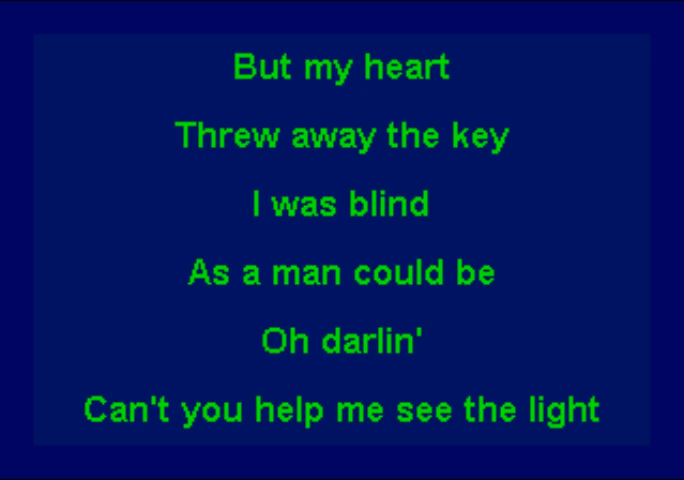 But my heart
Threw away the key
I was blind
As a man could be
Oh darlin'
Can't you help me see the light